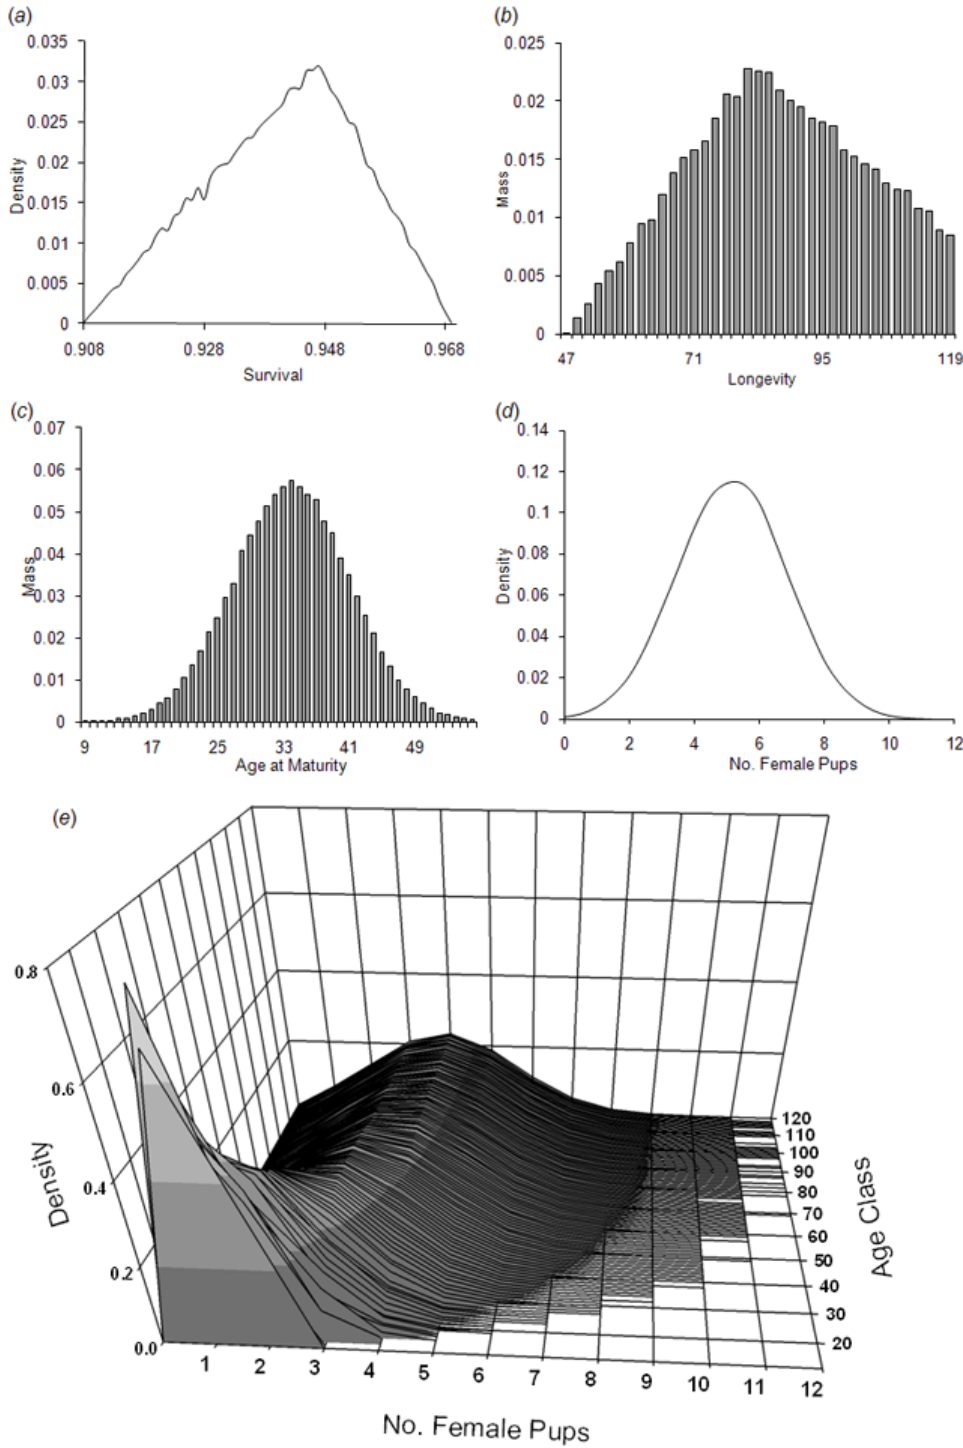 (a)
0.035
0.03
0.025
0.02
0.015
0.01
0.005
0
Density
0.908 0.928 0.948 0.968
Survival
(b)
0.025
0.02
0.015
0.01
0.005
0
Mass
47 71 95 119
Longevity
(c)
0.07
0.06
0.05
0.04
0.03
0.02
0.01
0
Mass
9 17 25 33 41 49
Age at Maturity
(d)
0.14
0.12
0.1
0.08
0.06
0.04
0.02
0
Density
0 2 4 6 8 10 12
No. Female Pups
(e)
0.8
0.6
0.4
0.2
0.0
Density
1 2 3 4 5 6 7 8 9 10 11 12
No. Female Pups
120
110
100
90
80
70
60
50
40
30
20
Age Class